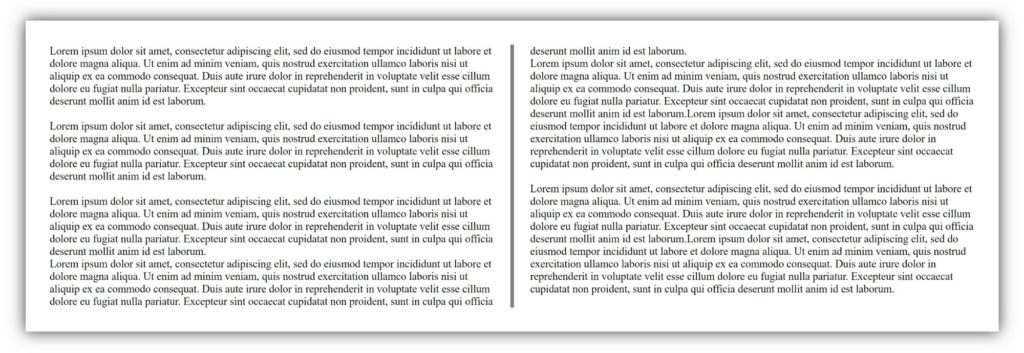 Lorem ipsum dolor sit amet, consectetur adipiscing elit, sed do eiusmod tempor incididunt ut labore et
dolore magna aliqua. Ut enim ad minim veniam, quis nostrud exercitation ullamco laboris nisi ut
aliquip ex ea commodo consequat. Duis aute irure dolor in reprehenderit in voluptate velit esse cillum
dolore eu fugiat nulla pariatur. Excepteur sint occaecat cupidatat non proident, sunt in culpa qui officia
deserunt mollit anim id est laborum.

Lorem ipsum dolor sit amet, consectetur adipiscing elit, sed do eiusmod tempor incididunt ut labore et
dolore magna aliqua. Ut enim ad minim veniam, quis nostrud exercitation ullamco laboris nisi ut
aliquip ex ea commodo consequat. Duis aute irure dolor in reprehenderit in voluptate velit esse cillum
dolore eu fugiat nulla pariatur. Excepteur sint occaecat cupidatat non proident, sunt in culpa qui officia
deserunt mollit anim id est laborum.

Lorem ipsum dolor sit amet, consectetur adipiscing elit, sed do eiusmod tempor incididunt ut labore et
dolore magna aliqua. Ut enim ad minim veniam, quis nostrud exercitation ullamco laboris nisi ut
aliquip ex ea commodo consequat. Duis aute irure dolor in reprehenderit in voluptate velit esse cillum
dolore eu fugiat nulla pariatur. Excepteur sint occaecat cupidatat non proident, sunt in culpa qui officia
deserunt mollit anim id est laborum.
Lorem ipsum dolor sit amet, consectetur adipiscing elit, sed do eiusmod tempor incididunt ut labore et
dolore magna aliqua. Ut enim ad minim veniam, quis nostrud exercitation ullamco laboris nisi ut
aliquip ex ea commodo consequat. Duis aute irure dolor in reprehenderit in voluptate velit esse cillum
dolore eu fugiat nulla pariatur. Excepteur sint occaecat cupidatat non proident, sunt in culpa qui officia
deserunt mollit anim id est laborum.
Lorem ipsum dolor sit amet, consectetur adipiscing elit, sed do eiusmod tempor incididunt ut labore et
dolore magna aliqua. Ut enim ad minim veniam, quis nostrud exercitation ullamco laboris nisi ut
aliquip ex ea commodo consequat. Duis aute irure dolor in reprehenderit in voluptate velit esse cillum
dolore eu fugiat nulla pariatur. Excepteur sint occaecat cupidatat non proident, sunt in culpa qui officia
deserunt mollit anim id est laborum.Lorem ipsum dolor sit amet, consectetur adipiscing elit, sed do
eiusmod tempor incididunt ut labore et dolore magna aliqua. Ut enim ad minim veniam, quis nostrud
exercitation ullamco laboris nisi ut aliquip ex ea commodo consequat. Duis aute irure dolor in
reprehenderit in voluptate velit esse cillum dolore eu fugiat nulla pariatur. Excepteur sint occaecat
cupidatat non proident, sunt in culpa qui officia deserunt mollit anim id est laborum.

Lorem ipsum dolor sit amet, consectetur adipiscing elit, sed do eiusmod tempor incididunt ut labore et
dolore magna aliqua. Ut enim ad minim veniam, quis nostrud exercitation ullamco laboris nisi ut
aliquip ex ea commodo consequat. Duis aute irure dolor in reprehenderit in voluptate velit esse cillum
dolore eu fugiat nulla pariatur. Excepteur sint occaecat cupidatat non proident, sunt in culpa qui officia
deserunt mollit anim id est laborum.Lorem ipsum dolor sit amet, consectetur adipiscing elit, sed do
eiusmod tempor incididunt ut labore et dolore magna aliqua. Ut enim ad minim veniam, quis nostrud
exercitation ullamco laboris nisi ut aliquip ex ea commodo consequat. Duis aute irure dolor in
reprehenderit in voluptate velit esse cillum dolore eu fugiat nulla pariatur. Excepteur sint occaecat
cupidatat non proident, sunt in culpa qui officia deserunt mollit anim id est laborum.